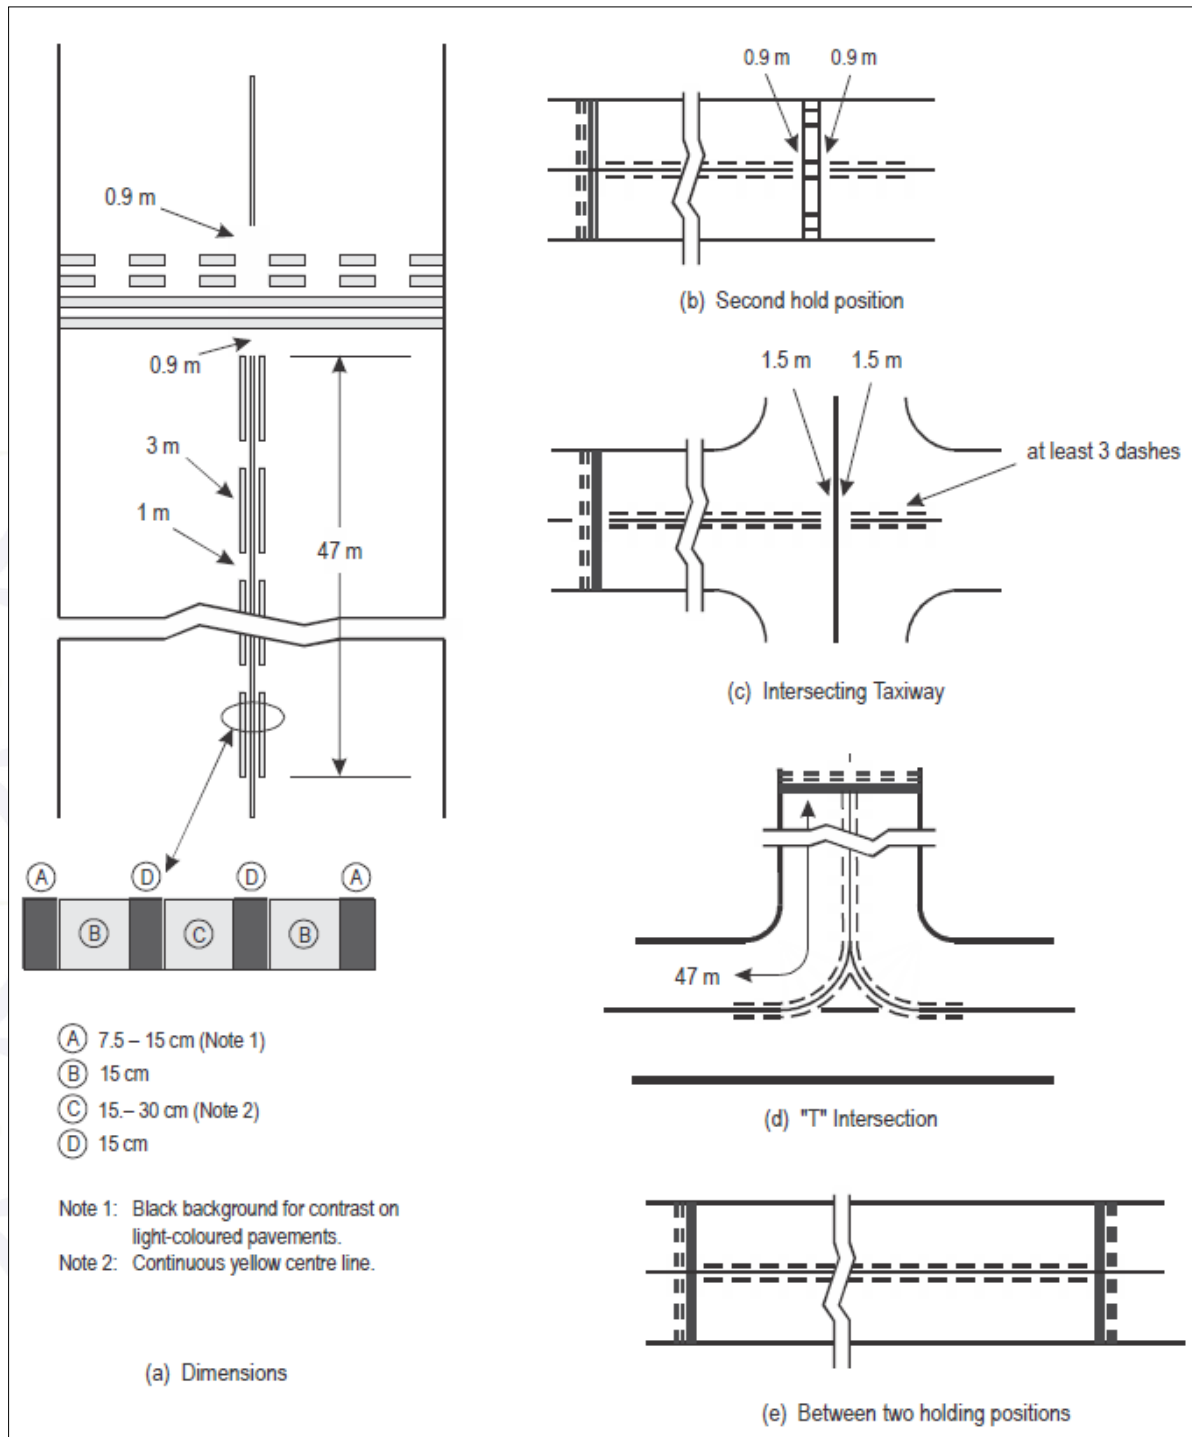 0.9 m
0.9 m
3 m
1 m
47 m
A
D
D
A
B
C
B
A 7.5 – 15 cm (Note 1)
B 15 cm
C 15.– 30 cm (Note 2)
D 15 cm
Note 1: Black background for contrast on
light-coloured pavements.
Note 2: Continuous yellow centre line.
(a) Dimensions
0.9 m 0.9 m
(b) Second hold position
1.5 m 1.5 m
at least 3 dashes
(c) Intersecting Taxiway
47 m
(d) "T" Intersection
(e) Between two holding positions